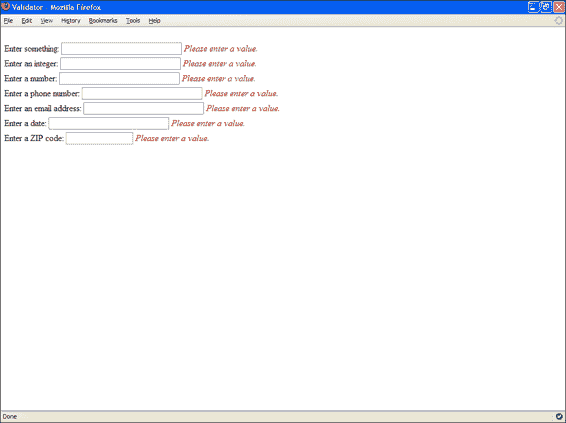 Validator - Mozilla Firefox
File Edit View History Bookmarks Tools Help
Enter something: Please enter a value.
Enter an integer: Please enter a value.
Enter a number: Please enter a value.
Enter a phone number: Please enter a value.
Enter an email address: Please enter a value.
Enter a date: Please enter a value.
Enter a ZIP code: Please enter a value.
Done